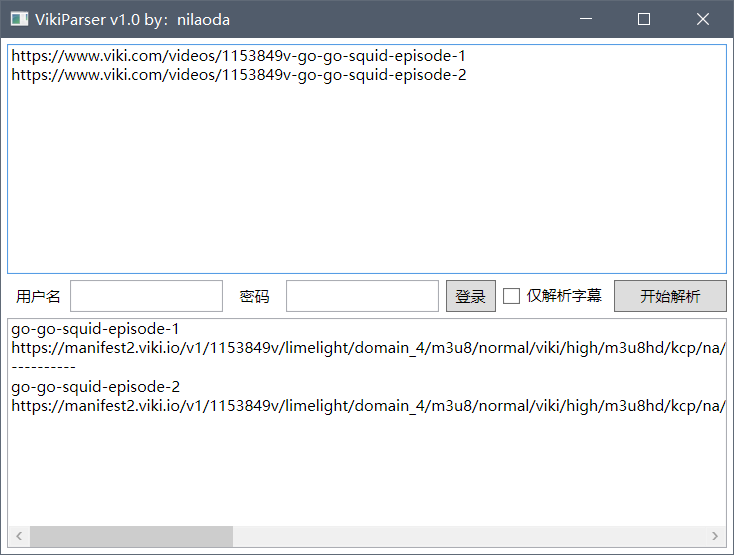 VikiParser v1.0 by：nilaoda
https://www.viki.com/videos/1153849v-go-go-squid-episode-1
https://www.viki.com/videos/1153849v-go-go-squid-episode-2
用户名 密码 登录 仅解析字幕 开始解析
go-go-squid-episode-1
https://manifest2.viki.io/v1/1153849v/limelight/domain_4/m3u8/normal/viki/high/m3u8hd/kcp/na/
----------
go-go-squid-episode-2
https://manifest2.viki.io/v1/1153849v/limelight/domain_4/m3u8/normal/viki/high/m3u8hd/kcp/na/